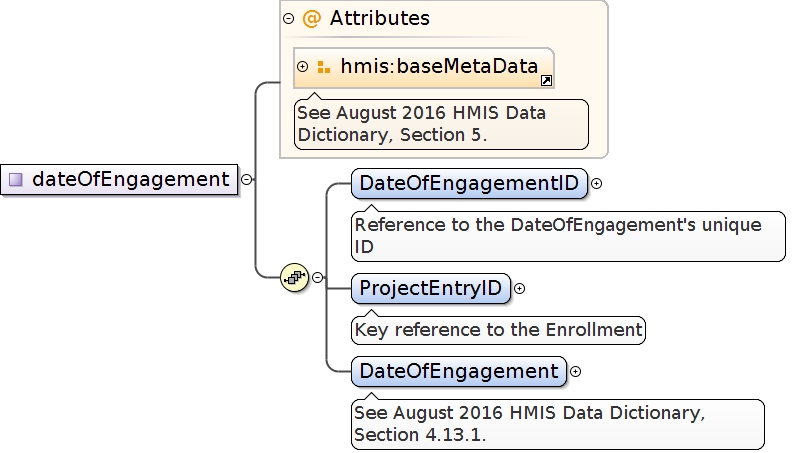 @ Attributes
hmis:baseMetaData
See August 2016 HMIS Data
Dictionary, Section 5.
dateOfEngagement
DateOfEngagementID
Reference to the DateOfEngagement's unique
ID
ProjectEntryID
Key reference to the Enrollment
DateOfEngagement
See August 2016 HMIS Data Dictionary,
Section 4.13.1.